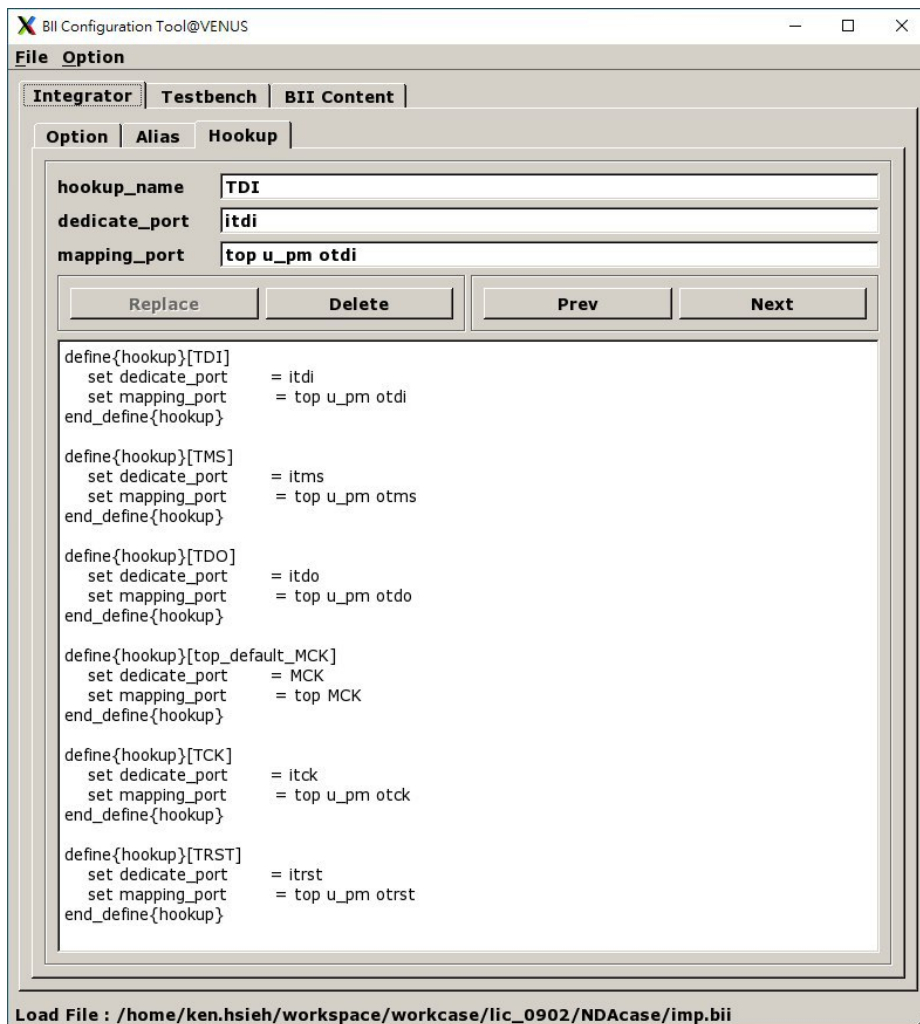 BII Configuration Tool@VENUS
File Option
Integrator Testbench BII Content
Option Alias Hookup
hookup_name TDI
dedicate_port itdi
mapping_port top u_pm otdi
Replace Delete Prev Next
define{hookup}[TDI]
set dedicate_port = itdi
set mapping_port = top u_pm otdi
end_define{hookup}
define{hookup}[TMS]
set dedicate_port = itms
set mapping_port = top u_pm otms
end_define{hookup}
define{hookup}[TDO]
set dedicate_port = itdo
set mapping_port = top u_pm otdo
end_define{hookup}
define{hookup}[top_default_MCK]
set dedicate_port = MCK
set mapping_port = top MCK
end_define{hookup}
define{hookup}[TCK]
set dedicate_port = itck
set mapping_port = top u_pm otck
end_define{hookup}
define{hookup}[TRST]
set dedicate_port = itrst
set mapping_port = top u_pm otrst
end_define{hookup}
Load File : /home/ken.hsieh/workspace/workcase/lic_0902/NDAcase/imp.bii